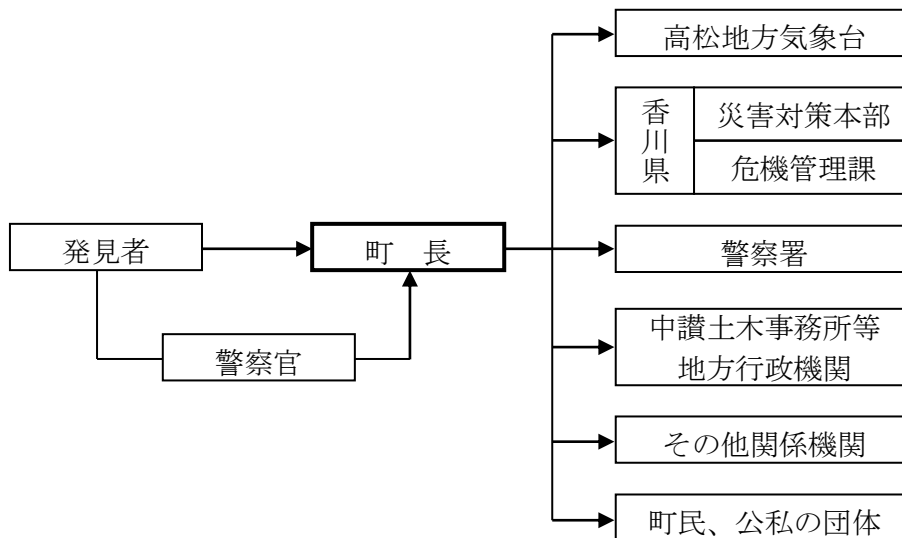 高松地方気象台
香川県
災害対策本部
危機管理課
発見者
町　長
警察署
警察官
中讃土木事務所等
地方行政機関
その他関係機関
町民、公私の団体